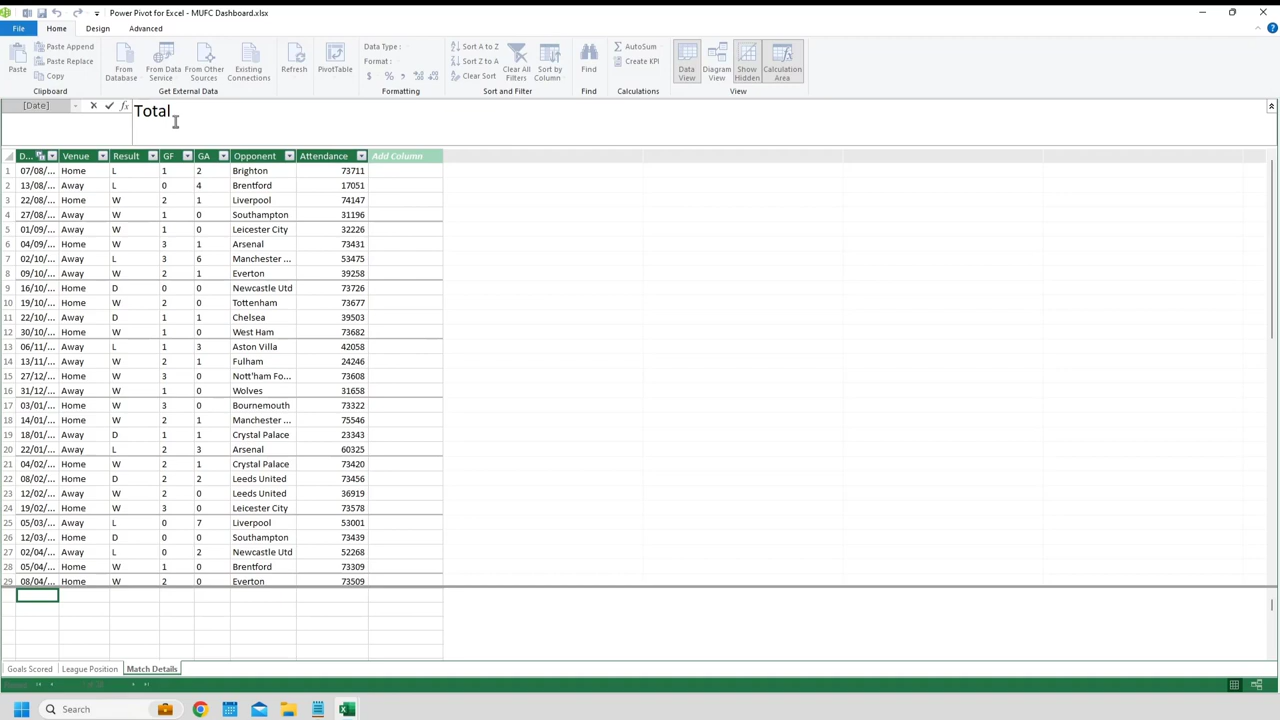 Power Pivot for Excel - MUFC Dashboard.xlsx
File Home Design Advanced
Paste Paste Append Paste Replace Copy
Clipboard
From Database From Data Service From Other Sources Existing Connections
Get External Data
Refresh PivotTable
Data Type : Format : $ % ,
Formatting
Sort A to Z Sort Z to A Clear Sort Clear All Filters Sort by Column
Sort and Filter
Find
Find
AutoSum Create KPI
Calculations
Data View Diagram View Show Hidden Calculation Area
View
[Date] fx Total
D... Venue Result GF GA Opponent Attendance Add Column
1 07/08/... Home L 1 2 Brighton 73711
2 13/08/... Away L 0 4 Brentford 17051
3 22/08/... Home W 2 1 Liverpool 74147
4 27/08/... Away W 1 0 Southampton 31196
5 01/09/... Away W 1 0 Leicester City 32226
6 04/09/... Home W 3 1 Arsenal 73431
7 02/10/... Away L 3 6 Manchester ... 53475
8 09/10/... Away W 2 1 Everton 39258
9 16/10/... Home D 0 0 Newcastle Utd 73726
10 19/10/... Home W 2 0 Tottenham 73677
11 22/10/... Away D 1 1 Chelsea 39503
12 30/10/... Home W 1 0 West Ham 73682
13 06/11/... Away L 1 3 Aston Villa 42058
14 13/11/... Away W 2 1 Fulham 24246
15 27/12/... Home W 3 0 Nott'ham Fo... 73608
16 31/12/... Away W 1 0 Wolves 31658
17 03/01/... Home W 3 0 Bournemouth 73322
18 14/01/... Home W 2 1 Manchester ... 75546
19 18/01/... Away D 1 1 Crystal Palace 23343
20 22/01/... Away L 2 3 Arsenal 60325
21 04/02/... Home W 2 1 Crystal Palace 73420
22 08/02/... Home D 2 2 Leeds United 73456
23 12/02/... Away W 2 0 Leeds United 36919
24 19/02/... Home W 3 0 Leicester City 73578
25 05/03/... Away L 0 7 Liverpool 53001
26 12/03/... Home D 0 0 Southampton 73439
27 02/04/... Away L 0 2 Newcastle Utd 52268
28 05/04/... Home W 1 0 Brentford 73309
29 08/04/... Home W 2 0 Everton 73509
Goals Scored League Position Match Details
Search